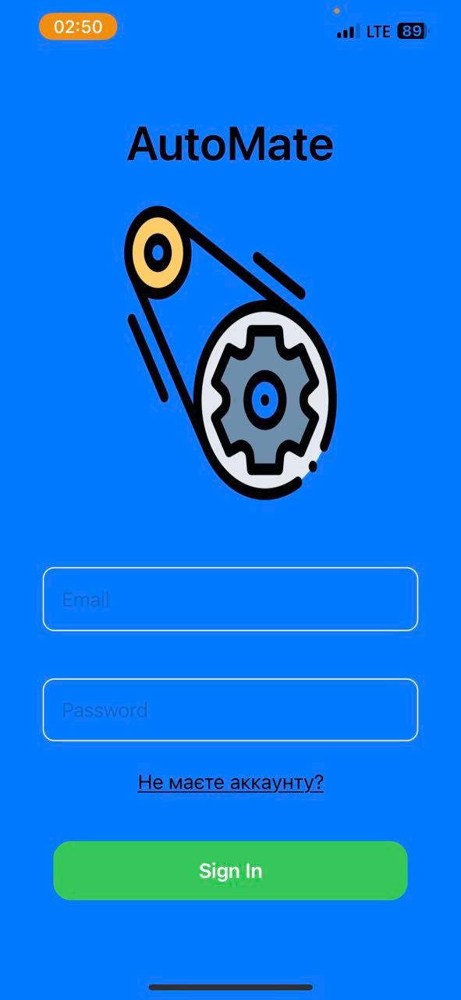 02:50
LTE 89
AutoMate
Email
Password
Не маєте аккаунту?
Sign In